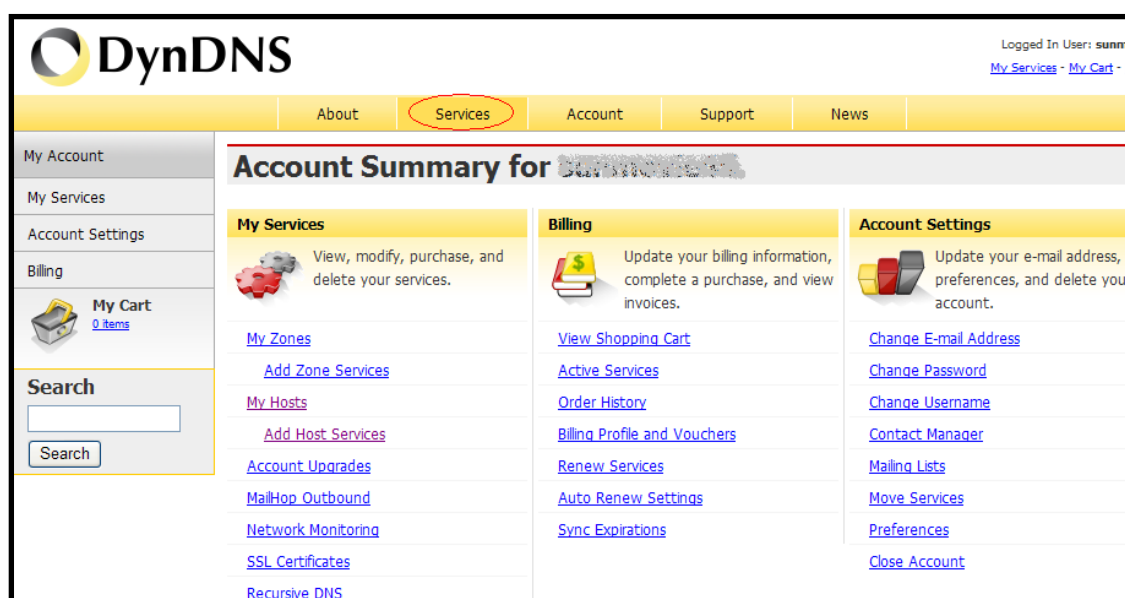 DynDNS
Logged In User: sunm
My Services - My Cart -
About
Services
Account
Support
News
My Account
My Services
Account Settings
Billing
My Cart
0 items
Search
Search
Account Summary for
My Services
View, modify, purchase, and
delete your services.
My Zones
Add Zone Services
My Hosts
Add Host Services
Account Upgrades
MailHop Outbound
Network Monitoring
SSL Certificates
Recursive DNS
Billing
Update your billing information,
complete a purchase, and view
invoices.
View Shopping Cart
Active Services
Order History
Billing Profile and Vouchers
Renew Services
Auto Renew Settings
Sync Expirations
Account Settings
Update your e-mail address,
preferences, and delete you
account.
Change E-mail Address
Change Password
Change Username
Contact Manager
Mailing Lists
Move Services
Preferences
Close Account